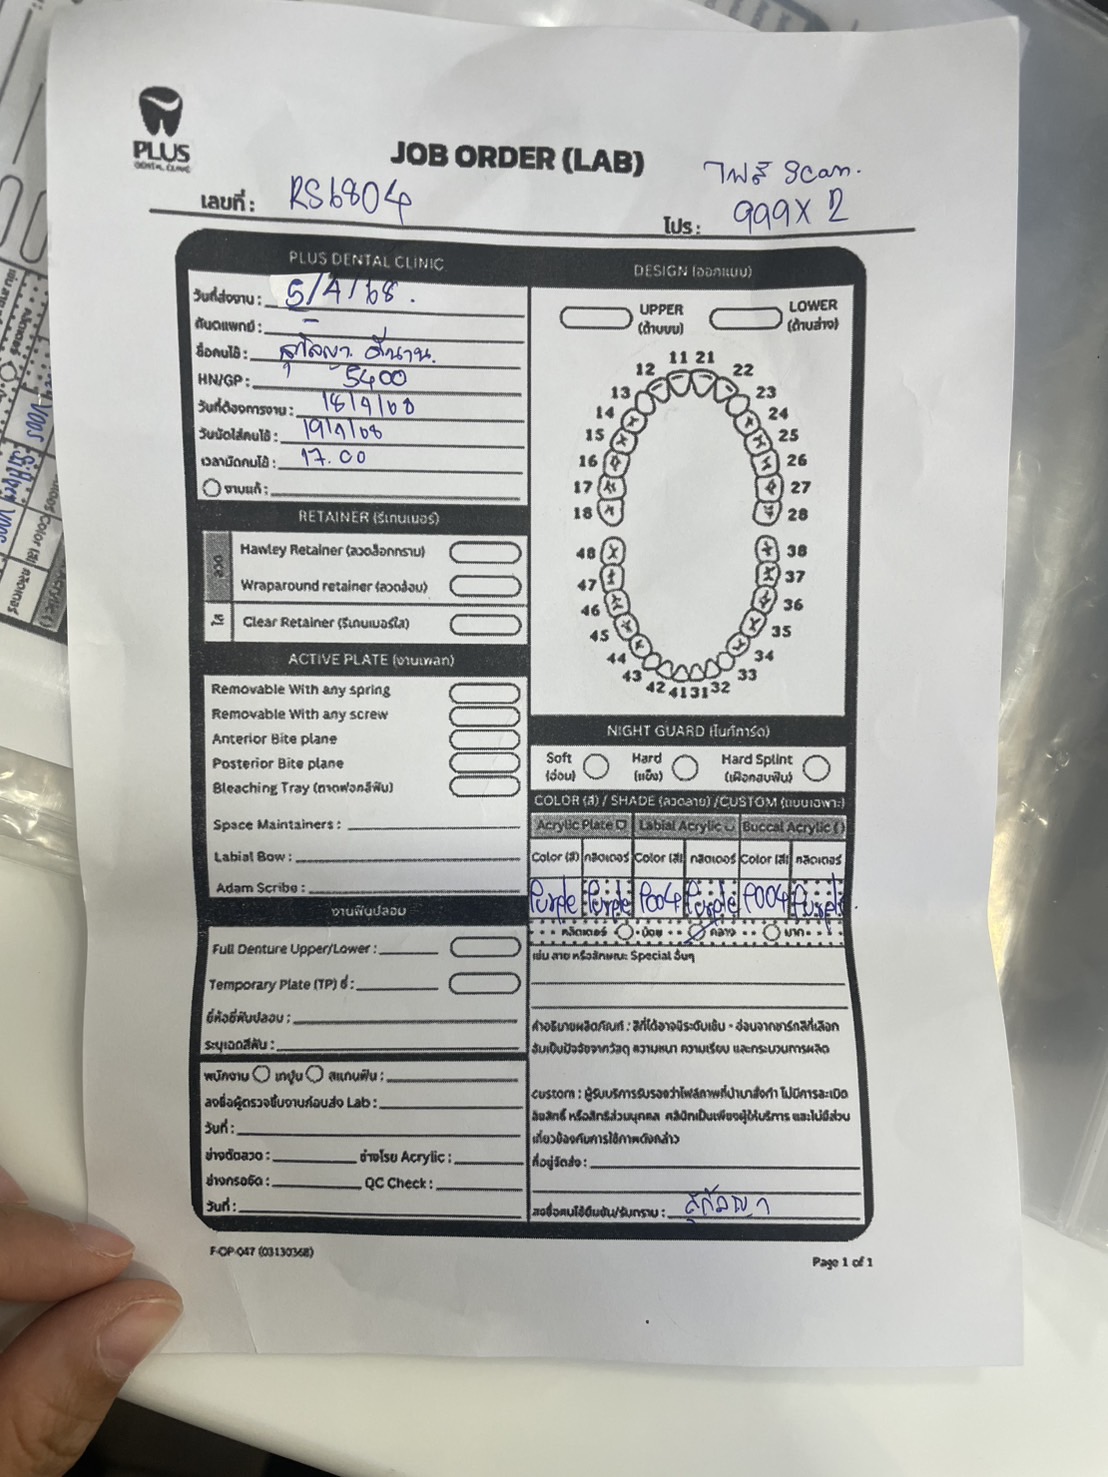 PLUS
DENTAL CLINIC
JOB ORDER (LAB)
ไฟล์ scan.
เลขที่ : RS6804
โปร : 999 X 2
PLUS DENTAL CLINIC
วันที่ส่งงาน : 5/4/68.
ทันตแพทย์ : -
ชื่อคนไข้ : สุกัลญา
HN/GP : 5400
วันที่ต้องการงาน : 18/4/68
วันนัดใส่คนไข้ : 19/4/68
เวลานัดคนไข้ : 17.00
งานแก้ :
RETAINER (รีเทนเนอร์)
ลวด
Hawley Retainer (ลวดล็อกกราม)
Wraparound retainer (ลวดล้อม)
ใส
Clear Retainer (รีเทนเนอร์ใส)
ACTIVE PLATE (งานเพลท)
Removable With any spring
Removable With any screw
Anterior Bite plane
Posterior Bite plane
Bleaching Tray (ถาดฟอกสีฟัน)
Space Maintainers :
Labial Bow :
Adam Scribe :
งานฟันปลอม
Full Denture Upper/Lower :
Temporary Plate (TP) ซี่ :
ยี่ห้อซี่ฟันปลอม :
ระบุเฉดสีฟัน :
พนักงาน เทปูน สแกนฟัน :
ลงชื่อผู้ตรวจชิ้นงานก่อนส่ง Lab :
วันที่ :
ช่างดัดลวด : ช่างโรย Acrylic :
ช่างกรอขัด : QC Check :
วันที่ :
DESIGN (ออกแบบ)
UPPER (ด้านบน) LOWER (ด้านล่าง)
11 21
12 22
13 23
14 24
15 25
16 26
17 27
18 28
48 38
47 37
46 36
45 35
44 34
43 33
42 41 31 32
NIGHT GUARD (ไนท์การ์ด)
Soft (อ่อน) Hard (แข็ง) Hard Splint (เฝือกสบฟัน)
COLOR (สี) / SHADE (ลวดลาย) /CUSTOM (แบบเฉพาะ)
Acrylic Plate Labial Acrylic Buccal Acrylic ( )
Color (สี) กลิตเตอร์ Color (สี) กลิตเตอร์ Color (สี) กลิตเตอร์
Purple Purple P004 Purple P004 Purple.
กลิตเตอร์ น้อย กลาง มาก
เช่น ลาย หรือลักษณะ Special อื่นๆ
คำอธิบายผลิตภัณฑ์ : สีที่ได้อาจมีระดับเข้ม - อ่อนจากชาร์ทสีที่เลือก
อันเป็นปัจจัยจากวัสดุ ความหนา ความเรียบ และกระบวนการผลิต
custom : ผู้รับบริการรับรองว่าไฟล์ภาพที่นำมาสั่งทำ ไม่มีการละเมิด
ลิขสิทธิ์ หรือสิทธิส่วนบุคคล คลินิกเป็นเพียงผู้ให้บริการ และไม่มีส่วน
เกี่ยวข้องกับการใช้ภาพดังกล่าว
ที่อยู่จัดส่ง :
ลงชื่อคนไข้ยืนยัน/รับทราบ : สุกัลญา
F-OP-047 (03130368)
Page 1 of 1